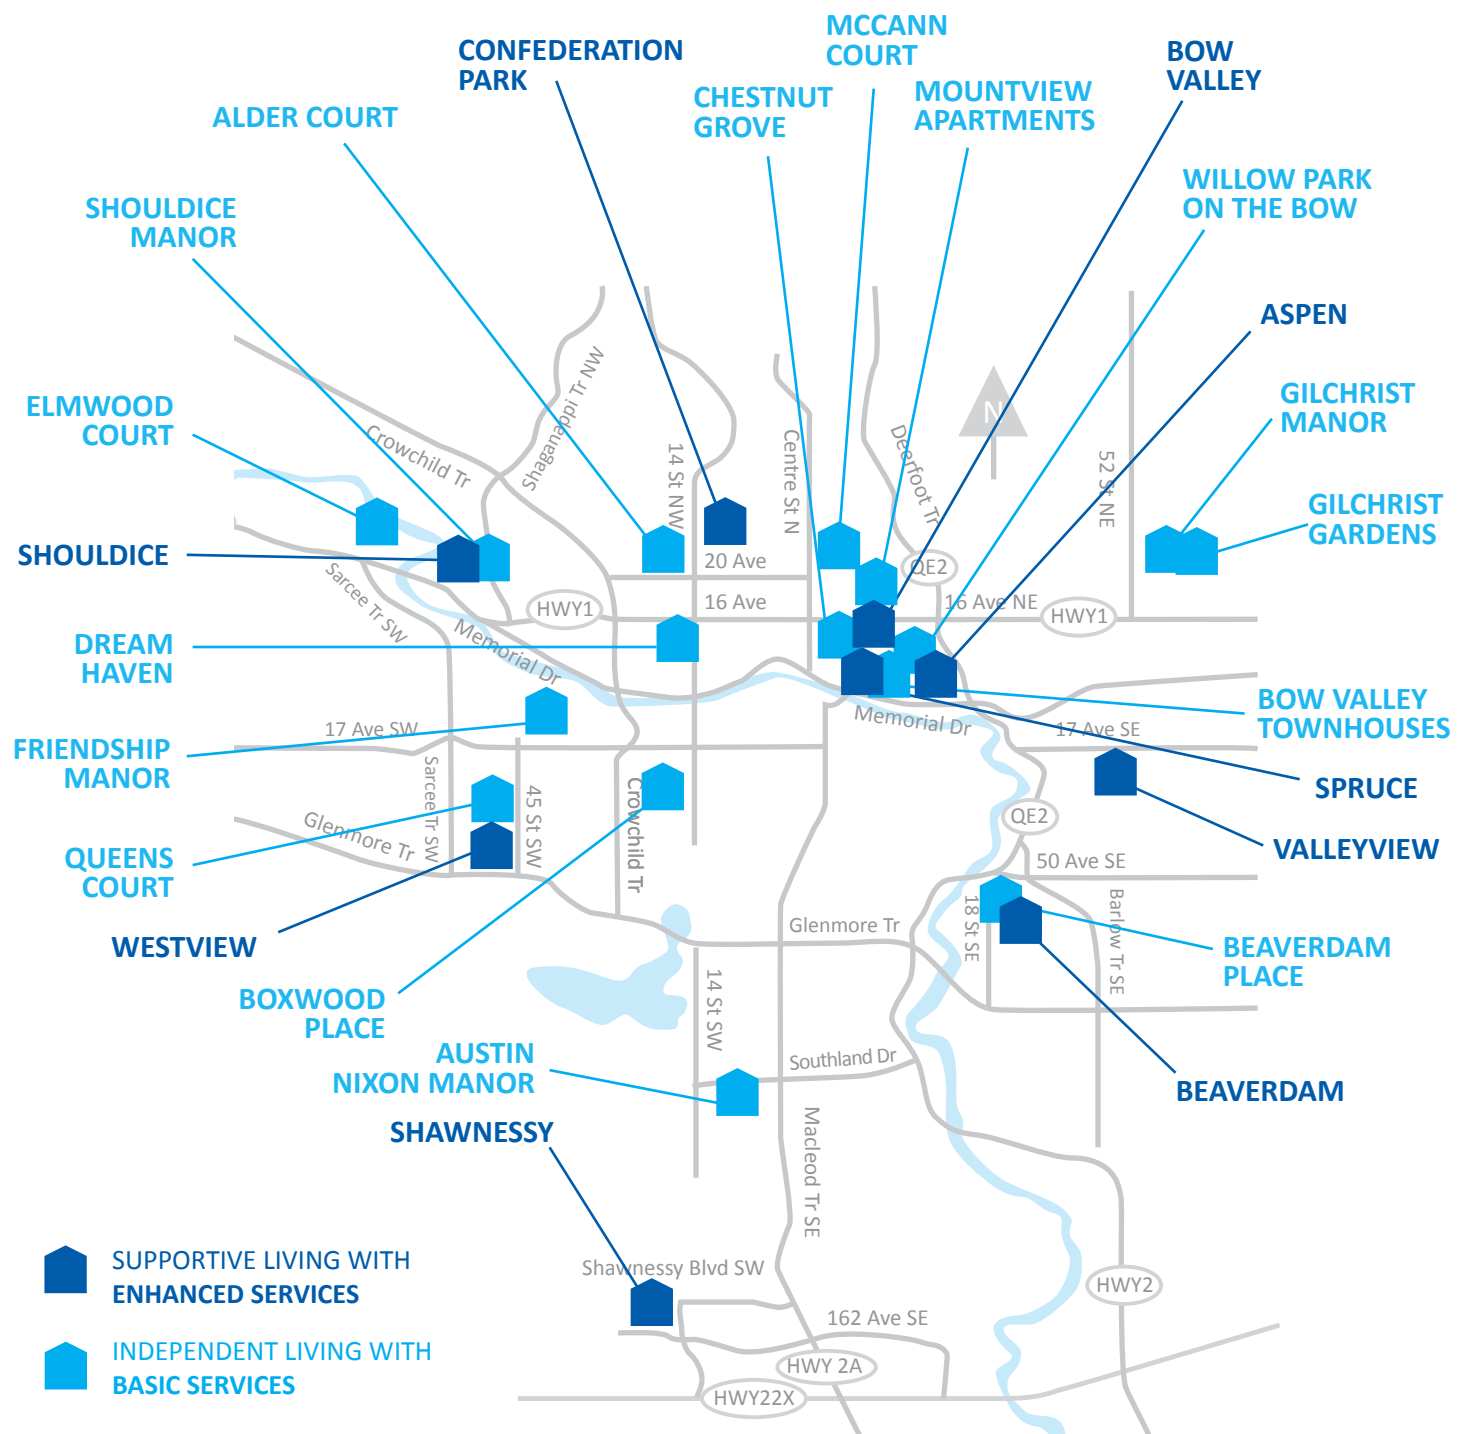 MCCANN
COURT
CONFEDERATION
PARK
BOW
VALLEY
CHESTNUT
GROVE
MOUNTVIEW
APARTMENTS
ALDER COURT
WILLOW PARK
ON THE BOW
SHOULDICE
MANOR
ASPEN
ELMWOOD
COURT
GILCHRIST
MANOR
GILCHRIST
GARDENS
SHOULDICE
DREAM
HAVEN
BOW VALLEY
TOWNHOUSES
FRIENDSHIP
MANOR
SPRUCE
VALLEYVIEW
QUEENS
COURT
WESTVIEW
BEAVERDAM
PLACE
BOXWOOD
PLACE
AUSTIN
NIXON MANOR
BEAVERDAM
SHAWNESSY
Crowchild Tr
Shaganappi Tr NW
14 St NW
Centre St N
Deerfoot Tr
N
52 St NE
QE2
20 Ave
16 Ave
16 Ave NE
HWY1
HWY1
Sarcee Tr SW
Memorial Dr
Memorial Dr
17 Ave SW
17 Ave SE
Sarcee Tr SW
45 St SW
Crowchild Tr
Glenmore Tr
QE2
50 Ave SE
18 St SE
Barlow Tr SE
Glenmore Tr
14 St SW
Southland Dr
Macleod Tr SE
Shawnessy Blvd SW
HWY2
162 Ave SE
HWY 2A
HWY22X
SUPPORTIVE LIVING WITH
ENHANCED SERVICES
INDEPENDENT LIVING WITH
BASIC SERVICES